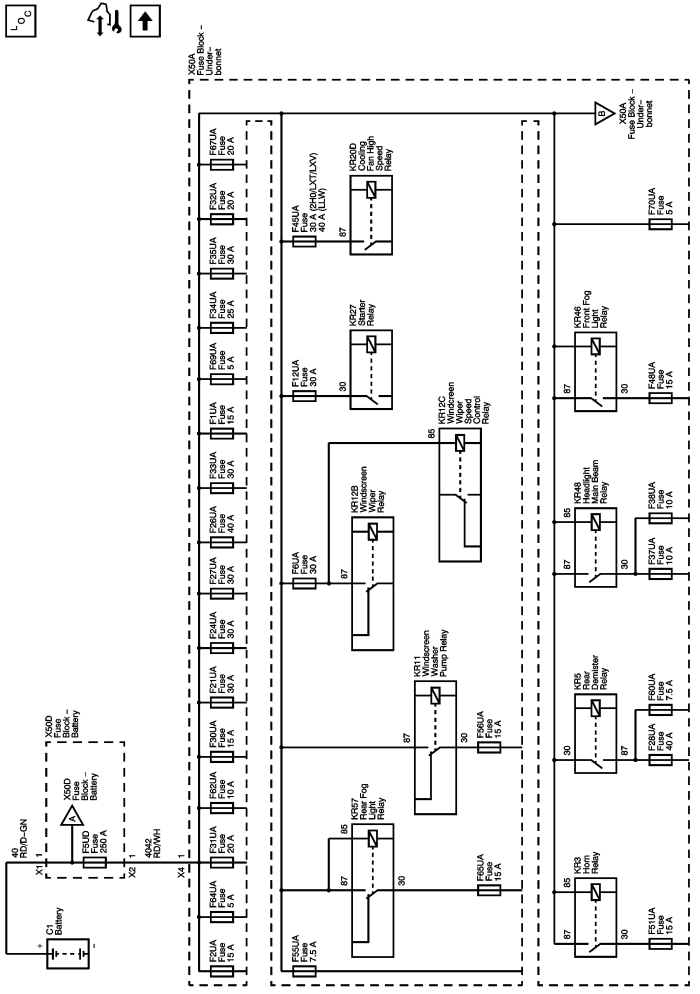 L O C
X50A
Fuse Block –
Under–
bonnet
F67UA
Fuse
20 A
F32UA
Fuse
20 A
F35UA
Fuse
30 A
F34UA
Fuse
25 A
F69UA
Fuse
5 A
F1UA
Fuse
15 A
F33UA
Fuse
30 A
F26UA
Fuse
40 A
F27UA
Fuse
30 A
F24UA
Fuse
30 A
F21UA
Fuse
30 A
F30UA
Fuse
15 A
F62UA
Fuse
10 A
F31UA
Fuse
20 A
F64UA
Fuse
5 A
F2UA
Fuse
15 A
C1
Battery
+
-
40
RD/D–GN
X1
1
X50D
Fuse
Block –
Battery
A
X50D
Fuse
Block –
Battery
F5UD
Fuse
250 A
X2
1
4042
RD/WH
X4
1
F45UA
Fuse
30 A (2H0/LXT/LXV)
40 A (LLW)
87
KR20D
Cooling
Fan High
Speed
Relay
F12UA
Fuse
30 A
30
KR27
Starter
Relay
F6UA
Fuse
30 A
87
KR12B
Windscreen
Wiper
Relay
85
KR12C
Windcreen
Wiper
Speed
Control
Relay
87
KR11
Windscreen
Washer
Pump Relay
30
F56UA
Fuse
15 A
85
87
KR57
Rear Fog
Light
Relay
30
F65UA
Fuse
15 A
F55UA
Fuse
7.5 A
B
X50A
Fuse Block –
Under–
bonnet
F70UA
Fuse
5 A
87
KR46
Front Fog
Light
Relay
30
F48UA
Fuse
15 A
85
87
KR48
Headlight
Main Beam
Relay
30
F38UA
Fuse
10 A
F37UA
Fuse
10 A
30
KR5
Rear
Demister
Relay
87
F60UA
Fuse
7.5 A
F28UA
Fuse
40 A
85
87
KR3
Horn
Relay
30
F51UA
Fuse
15 A